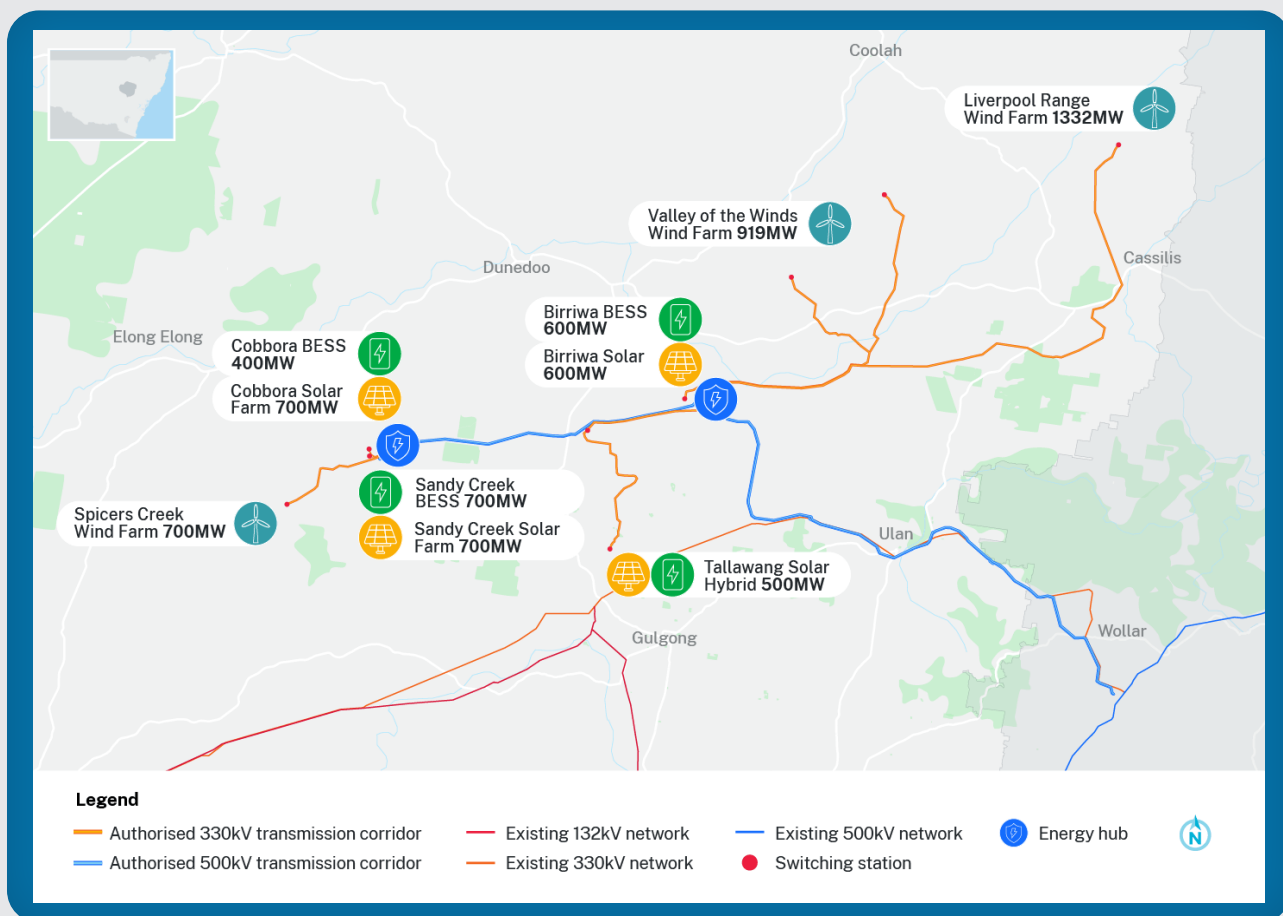 Coolah
Liverpool Range
Wind Farm 1332MW
Valley of the Winds
Wind Farm 919MW
Cassilis
Dunedoo
Birriwa BESS
600MW
Elong Elong
Cobbora BESS
400MW
Birriwa Solar
600MW
Cobbora Solar
Farm 700MW
Sandy Creek
BESS 700MW
Spicers Creek
Wind Farm 700MW
Sandy Creek Solar
Farm 700MW
Ulan
Tallawang Solar
Hybrid 500MW
Gulgong
Wollar
Legend
Authorised 330kV transmission corridor
Existing 132kV network
Existing 500kV network
Energy hub
N
Authorised 500kV transmission corridor
Existing 330kV network
Switching station